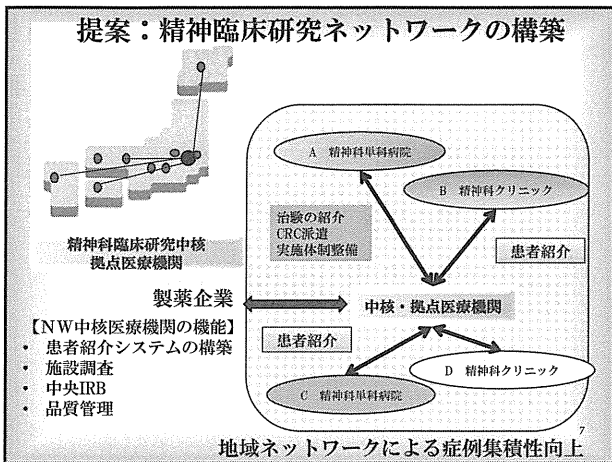 提案：精神臨床研究ネットワークの構築
精神科臨床研究中核
拠点医療機関
A 精神科単科病院
B 精神科クリニック
治験の紹介
CRC派遣
実施体制整備
患者紹介
製薬企業
中核・拠点医療機関
【NW中核医療機関の機能】
・ 患者紹介システムの構築
・ 施設調査
・ 中央IRB
・ 品質管理
患者紹介
D 精神科クリニック
C 精神科単科病院
7
地域ネットワークによる症例集積性向上